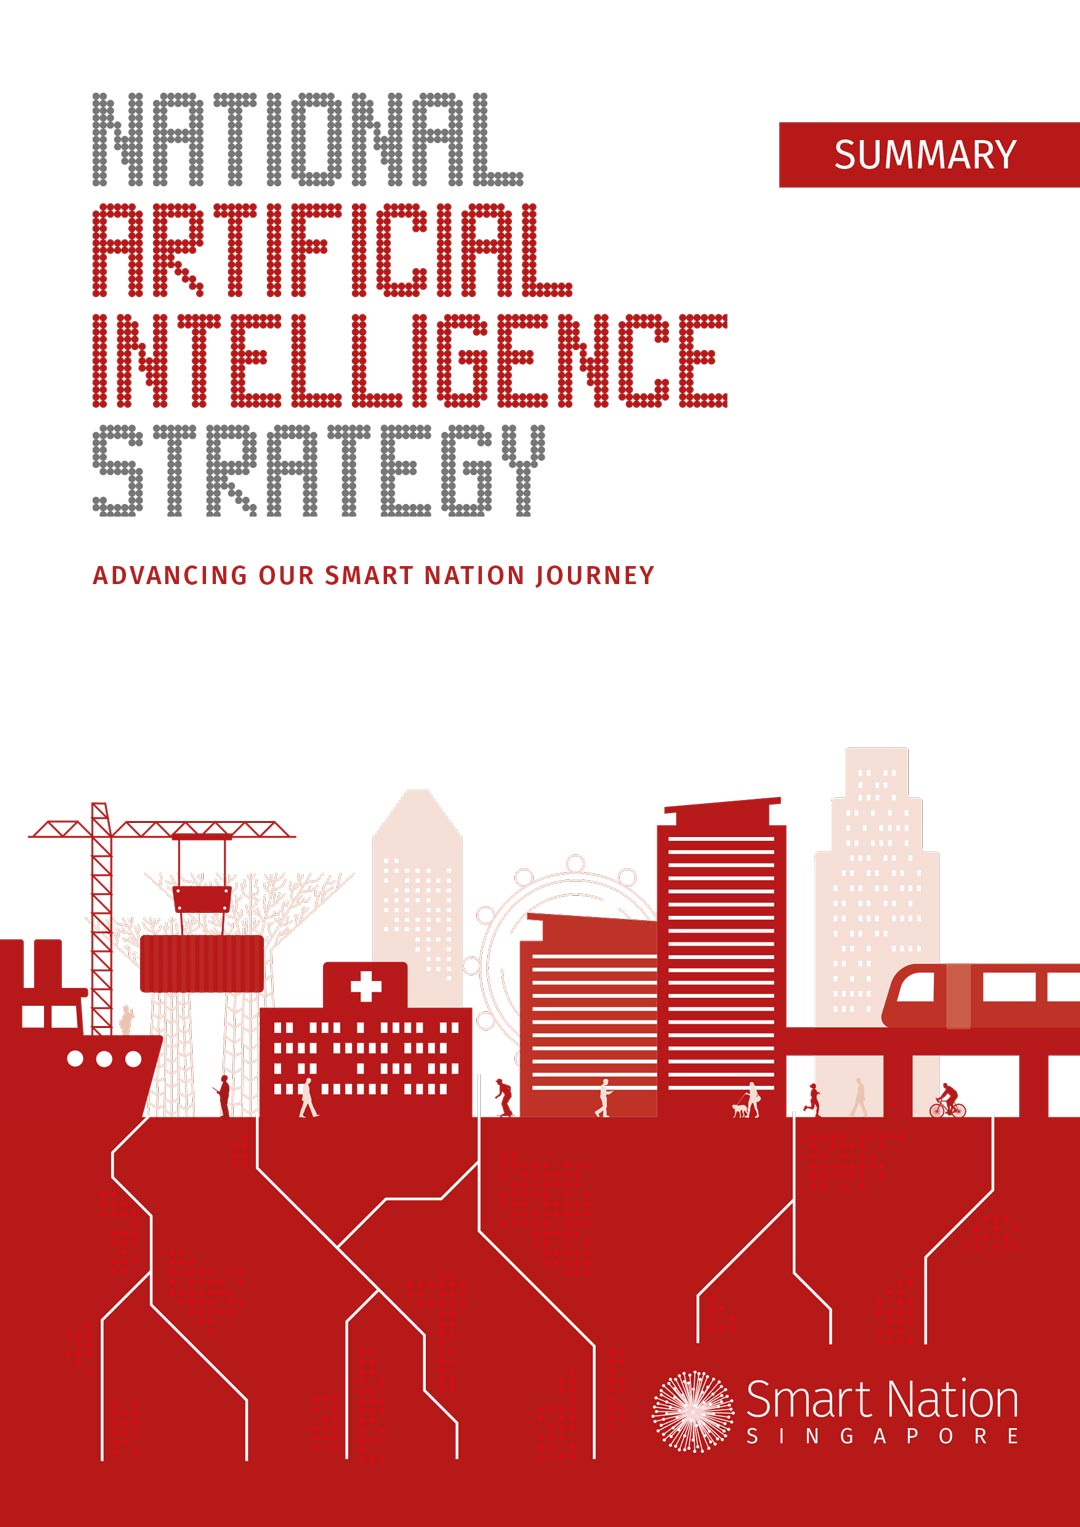 NATIONAL
SUMMARY
ARTIFICIAL
INTELLIGENCE
STRATEGY
ADVANCING OUR SMART NATION JOURNEY
Smart Nation
SINGAPORE